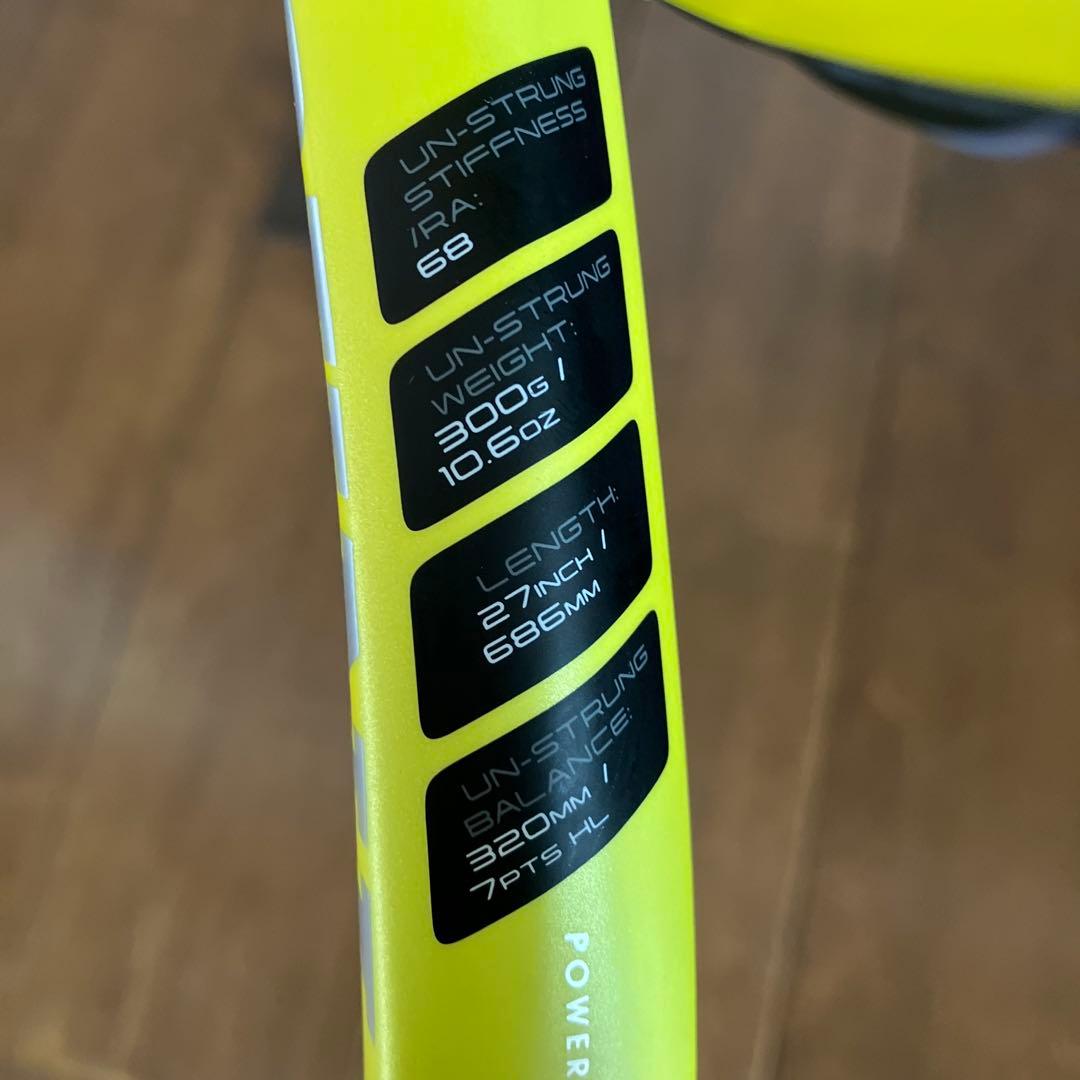 UN-STRUNG
STIFFNESS
/RA:
68
UN-STRUNG
WEIGHT:
300G /
10.6OZ
LENGTH:
27INCH /
686MM
UN-STRUNG
BALANCE:
320MM /
7PTS HL
POWER